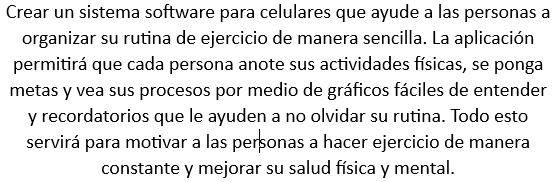 Crear un sistema software para celulares que ayude a las personas a
organizar su rutina de ejercicio de manera sencilla. La aplicación
permitirá que cada persona anote sus actividades físicas, se ponga
metas y vea sus procesos por medio de gráficos fáciles de entender
y recordatorios que le ayuden a no olvidar su rutina. Todo esto
servirá para motivar a las personas a hacer ejercicio de manera
constante y mejorar su salud física y mental.